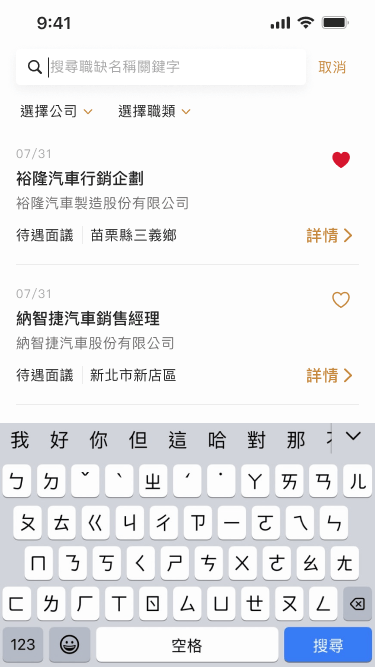 9:41
搜尋職缺名稱關鍵字 取消
選擇公司 選擇職類
07/31
裕隆汽車行銷企劃
裕隆汽車製造股份有限公司
待遇面議 苗栗縣三義鄉 詳情
07/31
納智捷汽車銷售經理
納智捷汽車股份有限公司
待遇面議 新北市新店區 詳情
我 好 你 但 這 哈 對 那
ㄅ ㄉ ˇ ˋ ㄓ ˊ ˙ ㄚ ㄞ ㄢ ㄦ
ㄆ ㄊ ㄍ ㄐ ㄔ ㄗ ㄧ ㄛ ㄟ ㄣ
ㄇ ㄋ ㄎ ㄑ ㄕ ㄘ ㄨ ㄜ ㄠ ㄤ
ㄈ ㄌ ㄏ ㄒ ㄖ ㄙ ㄩ ㄝ ㄡ ㄥ
123 空格 搜尋